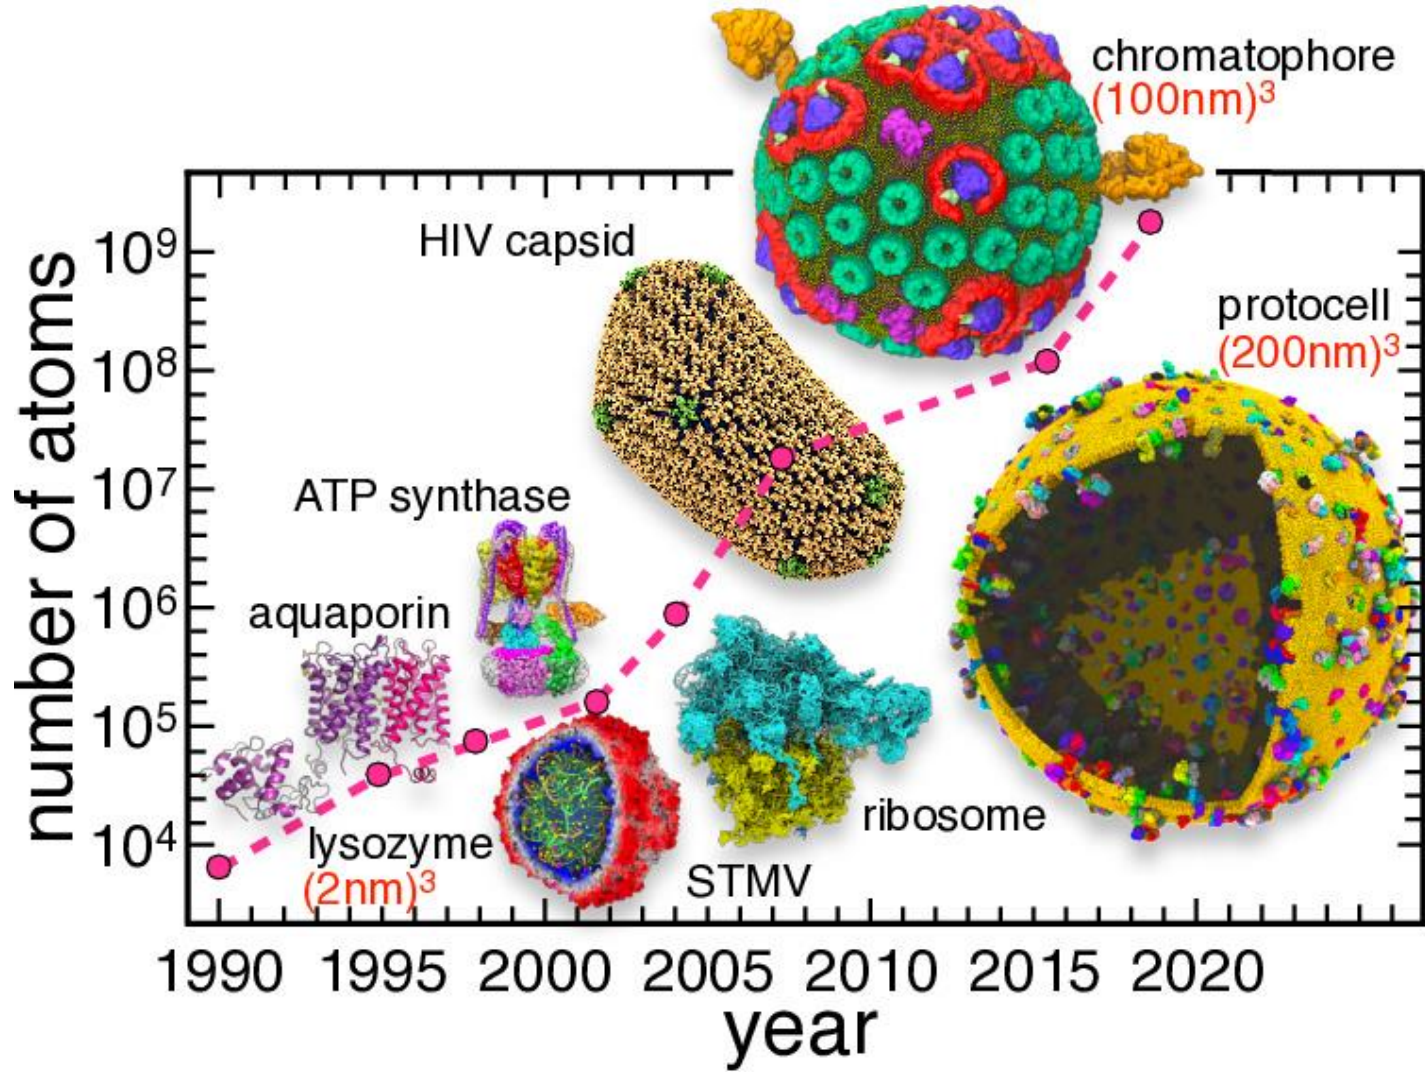 chromatophore
(100nm)³
HIV capsid
protocell
(200nm)³
ATP synthase
aquaporin
lysozyme
(2nm)³
STMV
ribosome
number of atoms
10⁹
10⁸
10⁷
10⁶
10⁵
10⁴
1990 1995 2000 2005 2010 2015 2020
year